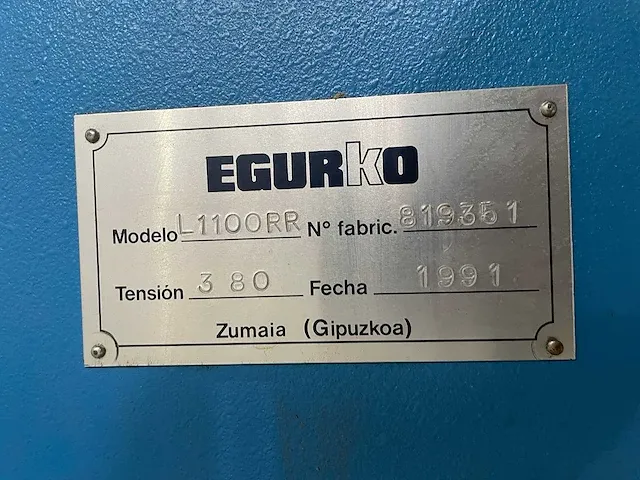 EGURKO
Modelo L1100RR Nº fabric. 819351
Tensión 380 Fecha 1991
Zumaia (Gipuzkoa)